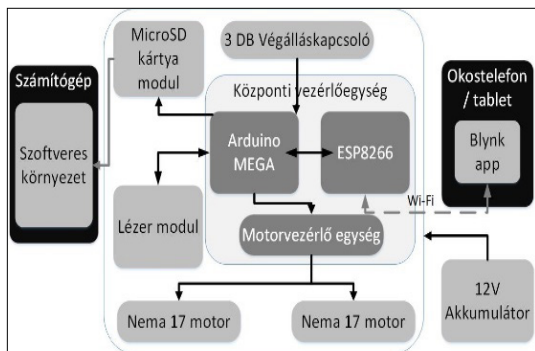 MicroSD
kártya
modul
3 DB Végálláskapcsoló
Számítógép
Szoftveres
környezet
Központi vezérlőegység
Arduino
MEGA
ESP8266
Okostelefon
/ tablet
Blynk
app
Wi-Fi
Lézer modul
Motorvezérlő egység
12V
Akkumulátor
Nema 17 motor
Nema 17 motor